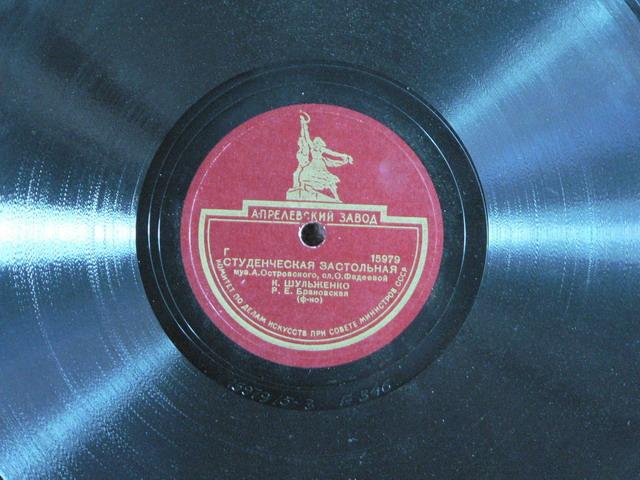 АПРЕЛЕВСКИЙ ЗАВОД
Г 15979
СТУДЕНЧЕСКАЯ ЗАСТОЛЬНАЯ
муз. А. Островского, сл. О. Фадеевой
К. ШУЛЬЖЕНКО
Р. Е. Брановская
(ф-но)
КОМИТЕТ ПО ДЕЛАМ ИСКУССТВ ПРИ СОВЕТЕ МИНИСТРОВ СССР